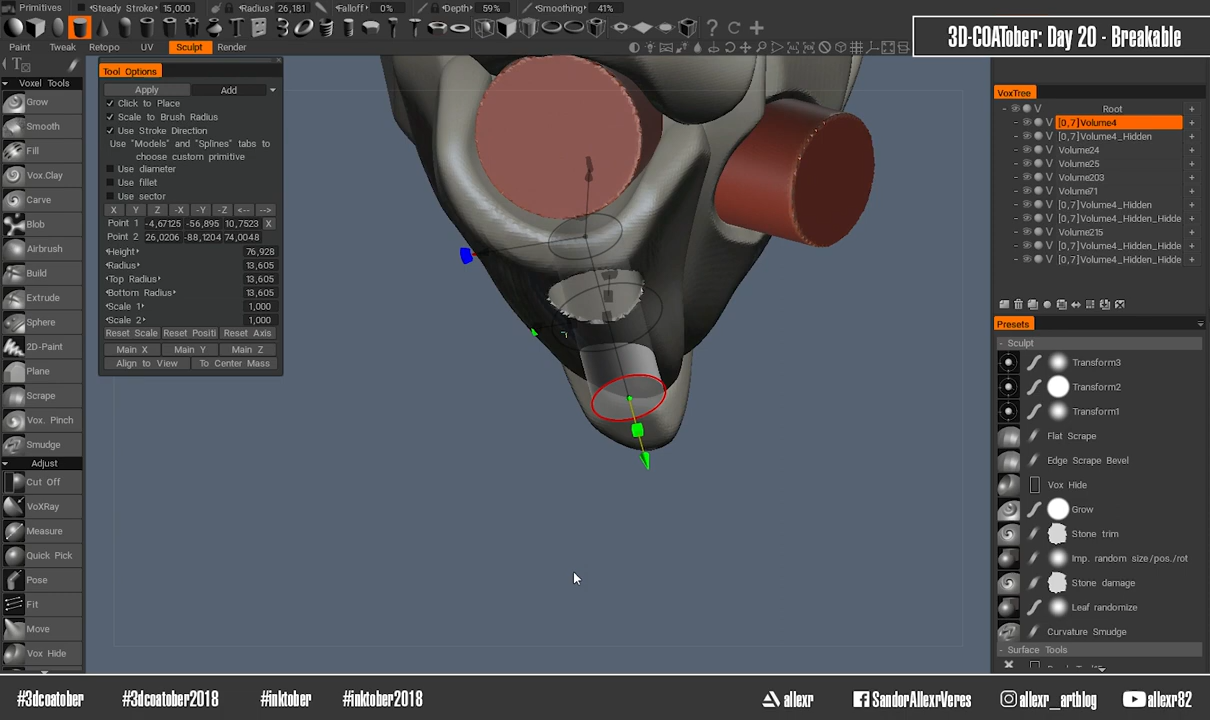 Primitives
Steady Stroke 15,000
Radius 26,181
Falloff 0%
Depth 59%
Smoothing 41%
Paint Tweak Retopo UV Sculpt Render
3D-COATober: Day 20 - Breakable
Voxel Tools
Grow
Smooth
Fill
Vox.Clay
Carve
Blob
Airbrush
Build
Extrude
Sphere
2D-Paint
Plane
Scrape
Vox. Pinch
Smudge
Adjust
Cut Off
VoXRay
Measure
Quick Pick
Pose
Fit
Move
Vox Hide
Tool Options
Apply Add
Click to Place
Scale to Brush Radius
Use Stroke Direction
Use "Models" and "Splines" tabs to
choose custom primitive
Use diameter
Use fillet
Use sector
X Y Z -X -Y -Z <-- -->
Point 1 -4,67125 -56,895 10,7523 X
Point 2 26,0206 -88,1204 74,0048
Height 76,928
Radius 13,605
Top Radius 13,605
Bottom Radius 13,605
Scale 1 1,000
Scale 2 1,000
Reset Scale Reset Positi Reset Axis
Main X Main Y Main Z
Align to View To Center Mass
VoxTree
V Root +
V [0,7]Volume4 +
V [0,7]Volume4_Hidden +
V Volume24 +
V Volume25 +
V Volume203 +
V Volume71 +
V [0,7]Volume4_Hidden +
V [0,7]Volume4_Hidden_Hidde +
V Volume215 +
V [0,7]Volume4_Hidden_Hidde +
V [0,7]Volume4_Hidden_Hidde +
Presets
- Sculpt
Transform3
Transform2
Transform1
Flat Scrape
Edge Scrape Bevel
Vox Hide
Grow
Stone trim
Imp. random size/pos./rot
Stone damage
Leaf randomize
Curvature Smudge
- Surface Tools
#3dcoatober #3dcoatober2018 #inktober #inktober2018 allexr SandorAllexrVeres allexr_artblog allexr82